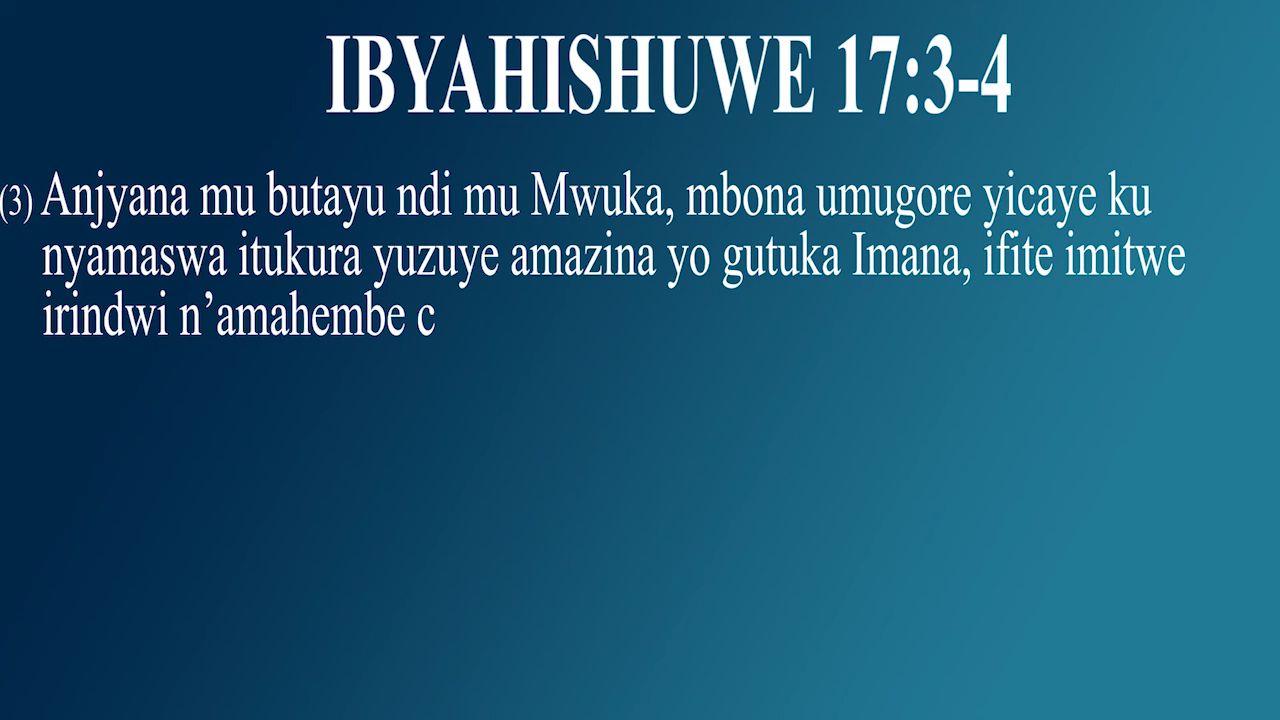 IBYAHISHUWE 17:3-4
(3) Anjyana mu butayu ndi mu Mwuka, mbona umugore yicaye ku
nyamaswa itukura yuzuye amazina yo gutuka Imana, ifite imitwe
irindwi n’amahembe c